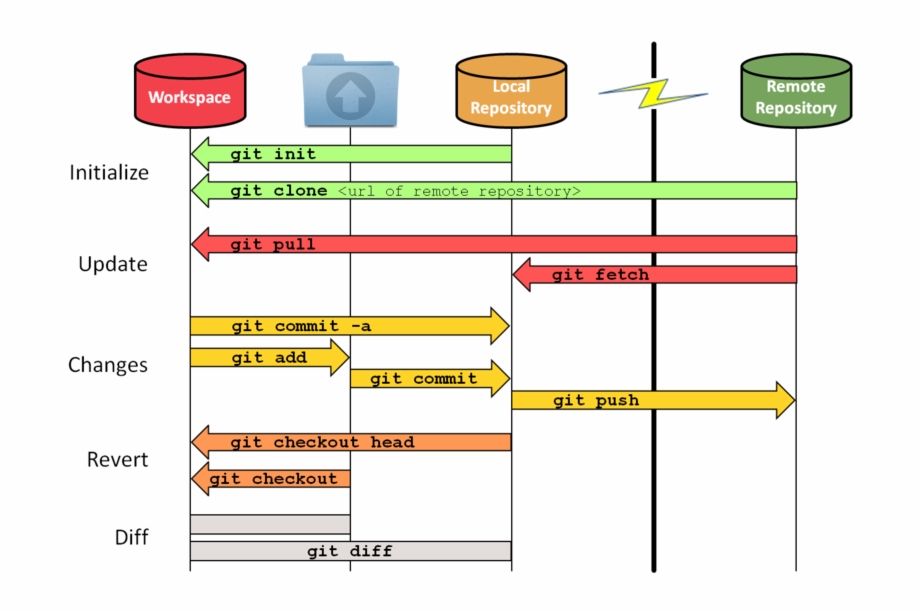 Workspace
Local
Repository
Remote
Repository
Initialize
git init
git clone <url of remote repository>
Update
git pull
git fetch
Changes
git commit -a
git add
git commit
git push
Revert
git checkout head
git checkout
Diff
git diff